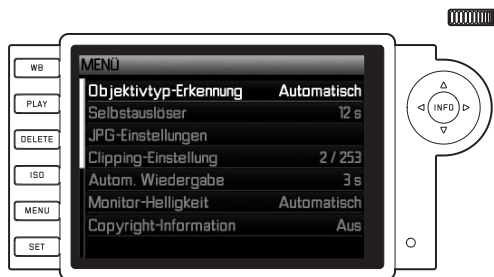 WB
PLAY
DELETE
ISO
MENU
SET
MENÜ
Objektivtyp-Erkennung Automatisch
Selbstauslöser 12 s
JPG-Einstellungen
Clipping-Einstellung 2 / 253
Autom. Wiedergabe 3 s
Monitor-Helligkeit Automatisch
Copyright-Information Aus
INFO